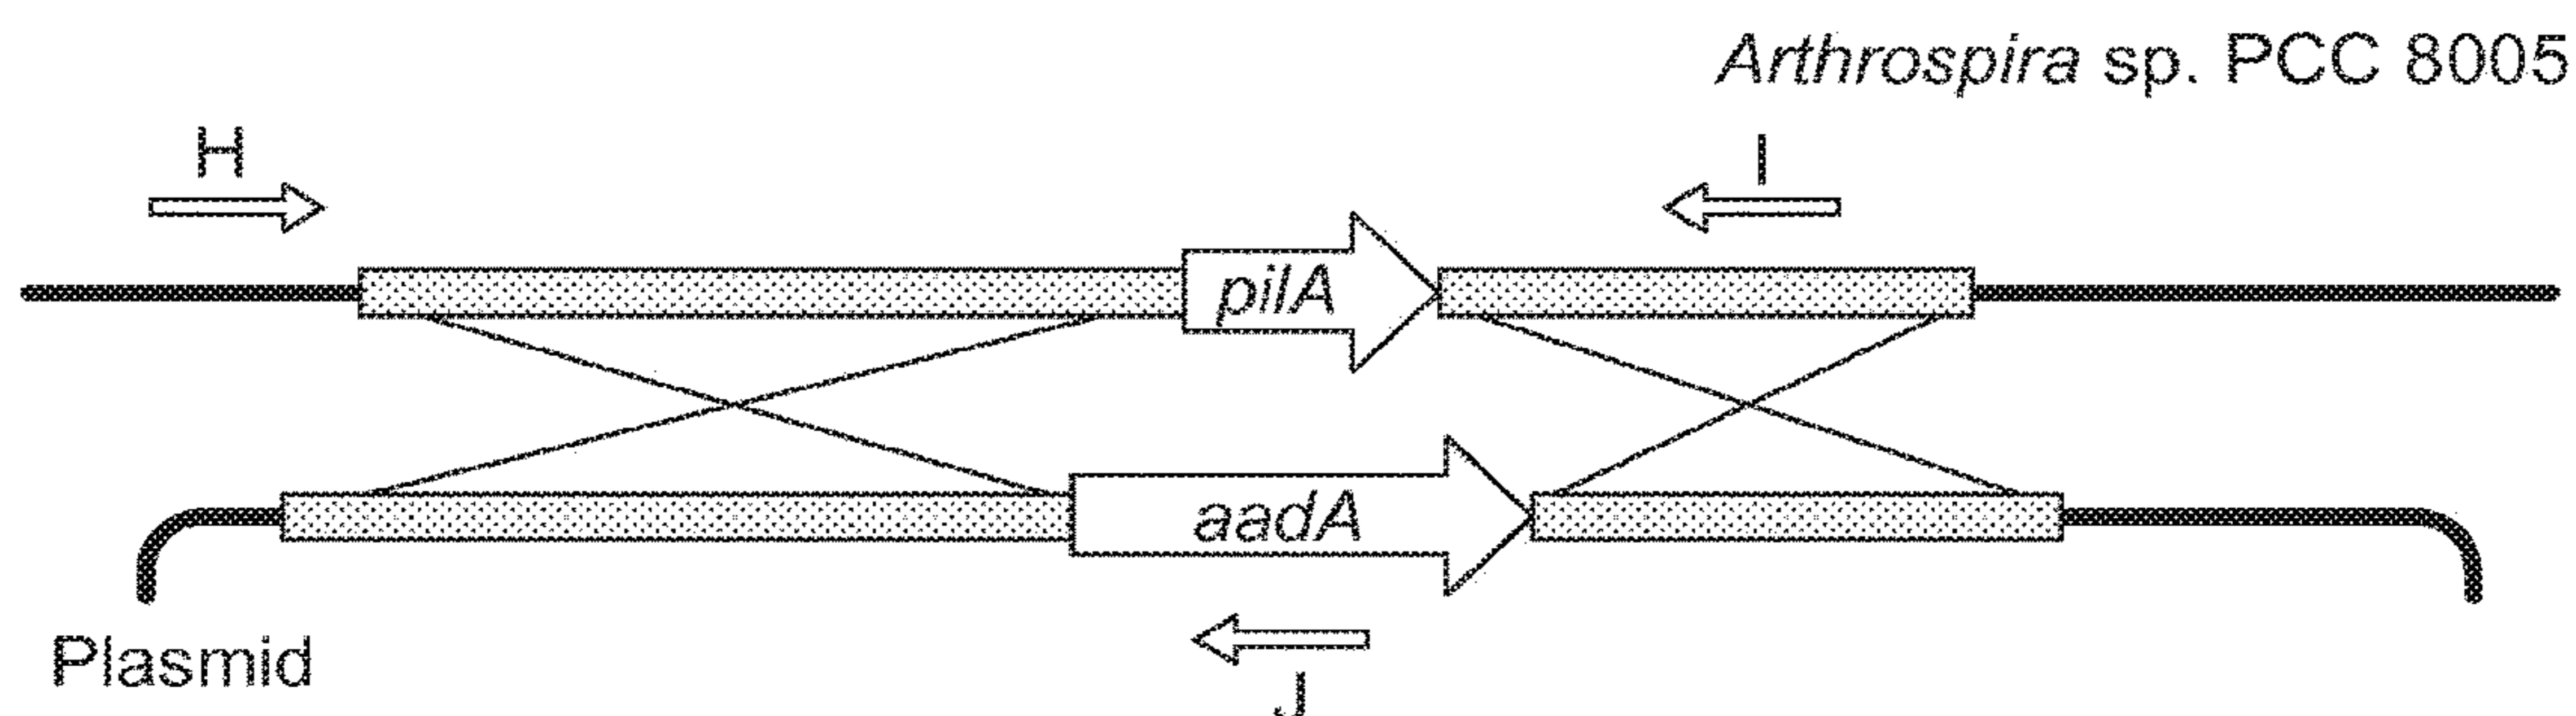 Arthrospira sp. PCC 8005
H
I
pilA
aadA
Plasmid
J